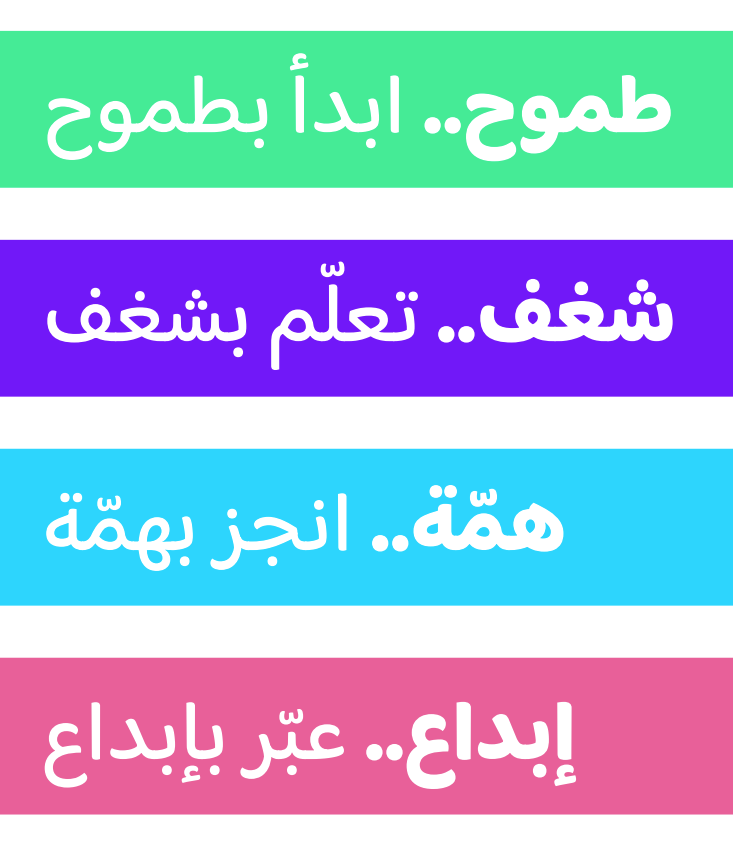 طموح.. ابدأ بطموح
شغف.. تعلّم بشغف
همّة.. انجز بهمّة
إبداع.. عبّر بإبداع